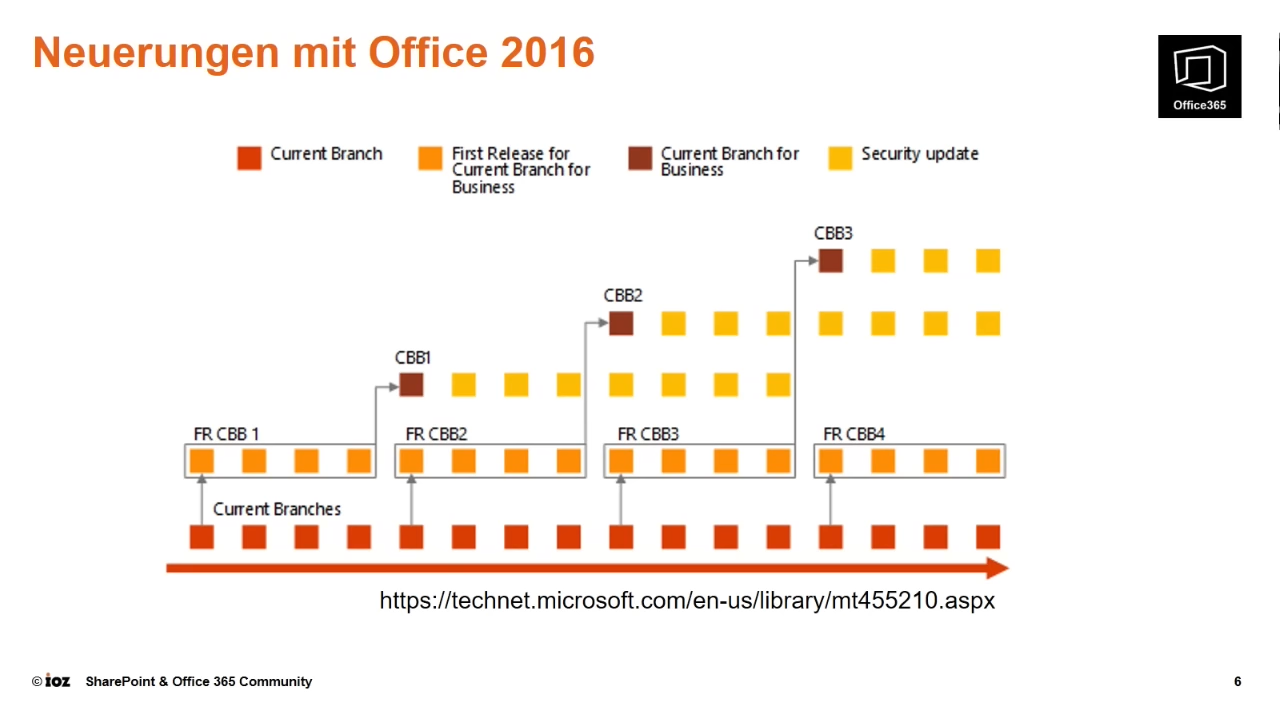 Neuerungen mit Office 2016
Office365
Current Branch
First Release for
Current Branch for
Business
Current Branch for
Business
Security update
CBB3
CBB2
CBB1
FR CBB 1
FR CBB2
FR CBB3
FR CBB4
Current Branches
https://technet.microsoft.com/en-us/library/mt455210.aspx
© ioz SharePoint & Office 365 Community
6